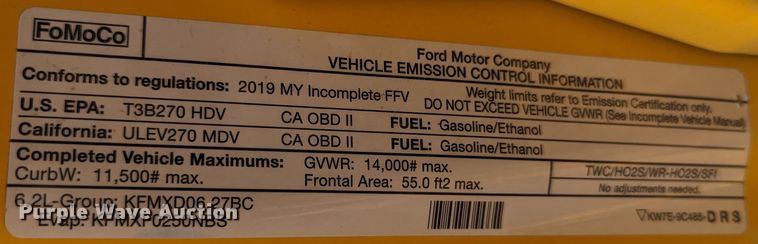 FoMoCo
Ford Motor Company
VEHICLE EMISSION CONTROL INFORMATION
Conforms to regulations: 2019 MY Incomplete FFV
Weight limits refer to Emission Certification only.
DO NOT EXCEED VEHICLE GVWR (See Incomplete Vehicle Manual)
U.S. EPA: T3B270 HDV CA OBD II FUEL: Gasoline/Ethanol
California: ULEV270 MDV CA OBD II FUEL: Gasoline/Ethanol
Completed Vehicle Maximums: GVWR: 14,000# max.
CurbW: 11,500# max. Frontal Area: 55.0 ft2 max.
TWC/HO2S/WR-HO2S/SFI
No adjustments needed.
6.2L-Group: KFMXD06.27BC
Evap: KFMXF0250NBS
▽KW7E-9C485-DRS
Purple Wave Auction